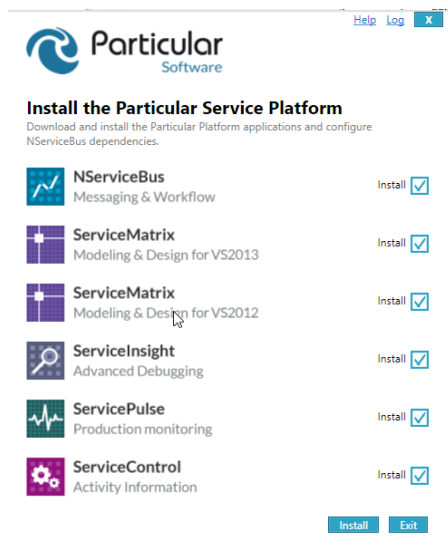 Help Log X
Particular
Software
Install the Particular Service Platform
Download and install the Particular Platform applications and configure
NServiceBus dependencies.
NServiceBus
Messaging & Workflow
Install
ServiceMatrix
Modeling & Design for VS2013
Install
ServiceMatrix
Modeling & Design for VS2012
Install
ServiceInsight
Advanced Debugging
Install
ServicePulse
Production monitoring
Install
ServiceControl
Activity Information
Install
Install Exit